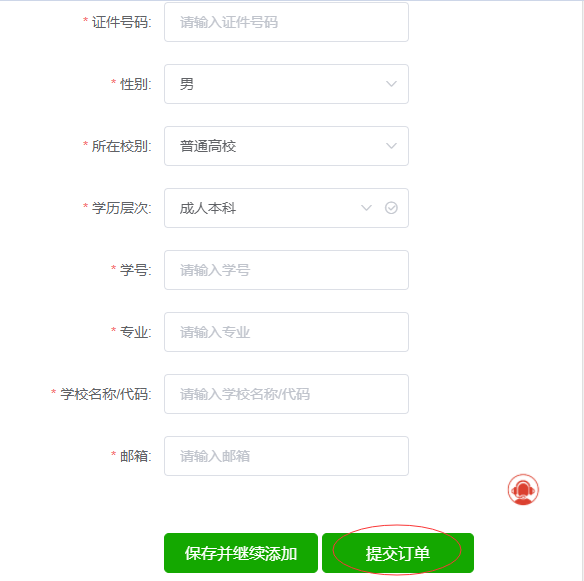 * 证件号码: 请输入证件号码
* 性别: 男
* 所在校别: 普通高校
* 学历层次: 成人本科
* 学号: 请输入学号
* 专业: 请输入专业
* 学校名称/代码: 请输入学校名称/代码
* 邮箱: 请输入邮箱
保存并继续添加 提交订单